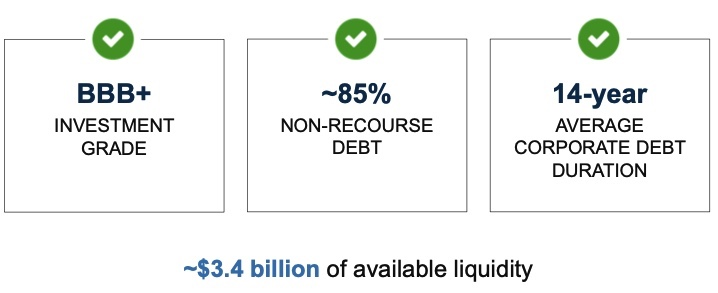 BBB+
INVESTMENT
GRADE
~85%
NON-RECOURSE
DEBT
14-year
AVERAGE
CORPORATE DEBT
DURATION
~$3.4 billion of available liquidity